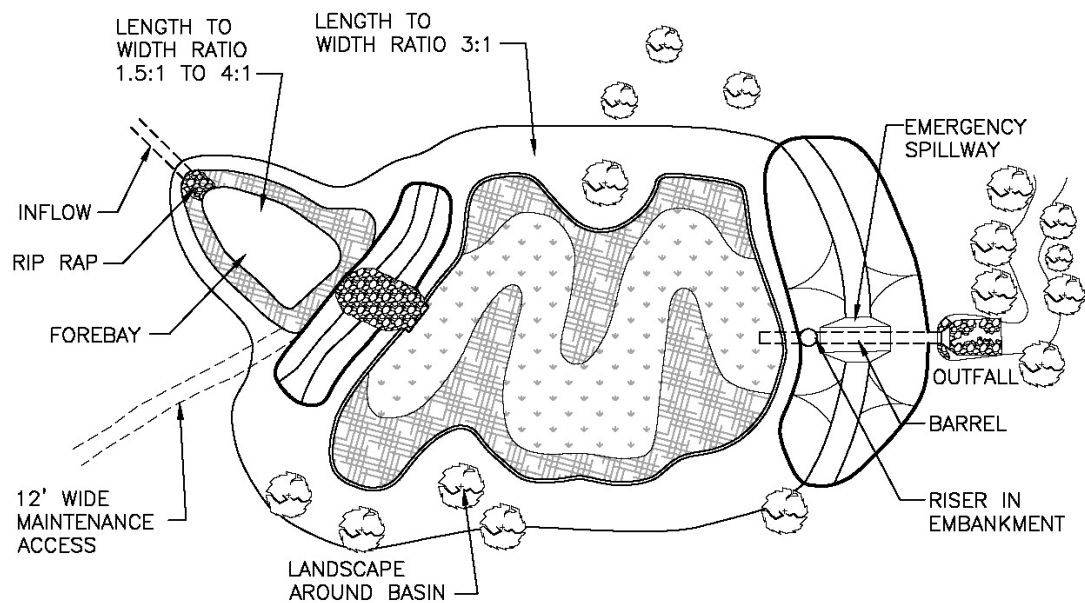 LENGTH TO
WIDTH RATIO
1.5:1 TO 4:1
LENGTH TO
WIDTH RATIO 3:1
EMERGENCY
SPILLWAY
INFLOW
RIP RAP
FOREBAY
OUTFALL
BARREL
12' WIDE
MAINTENANCE
ACCESS
RISER IN
EMBANKMENT
LANDSCAPE
AROUND BASIN